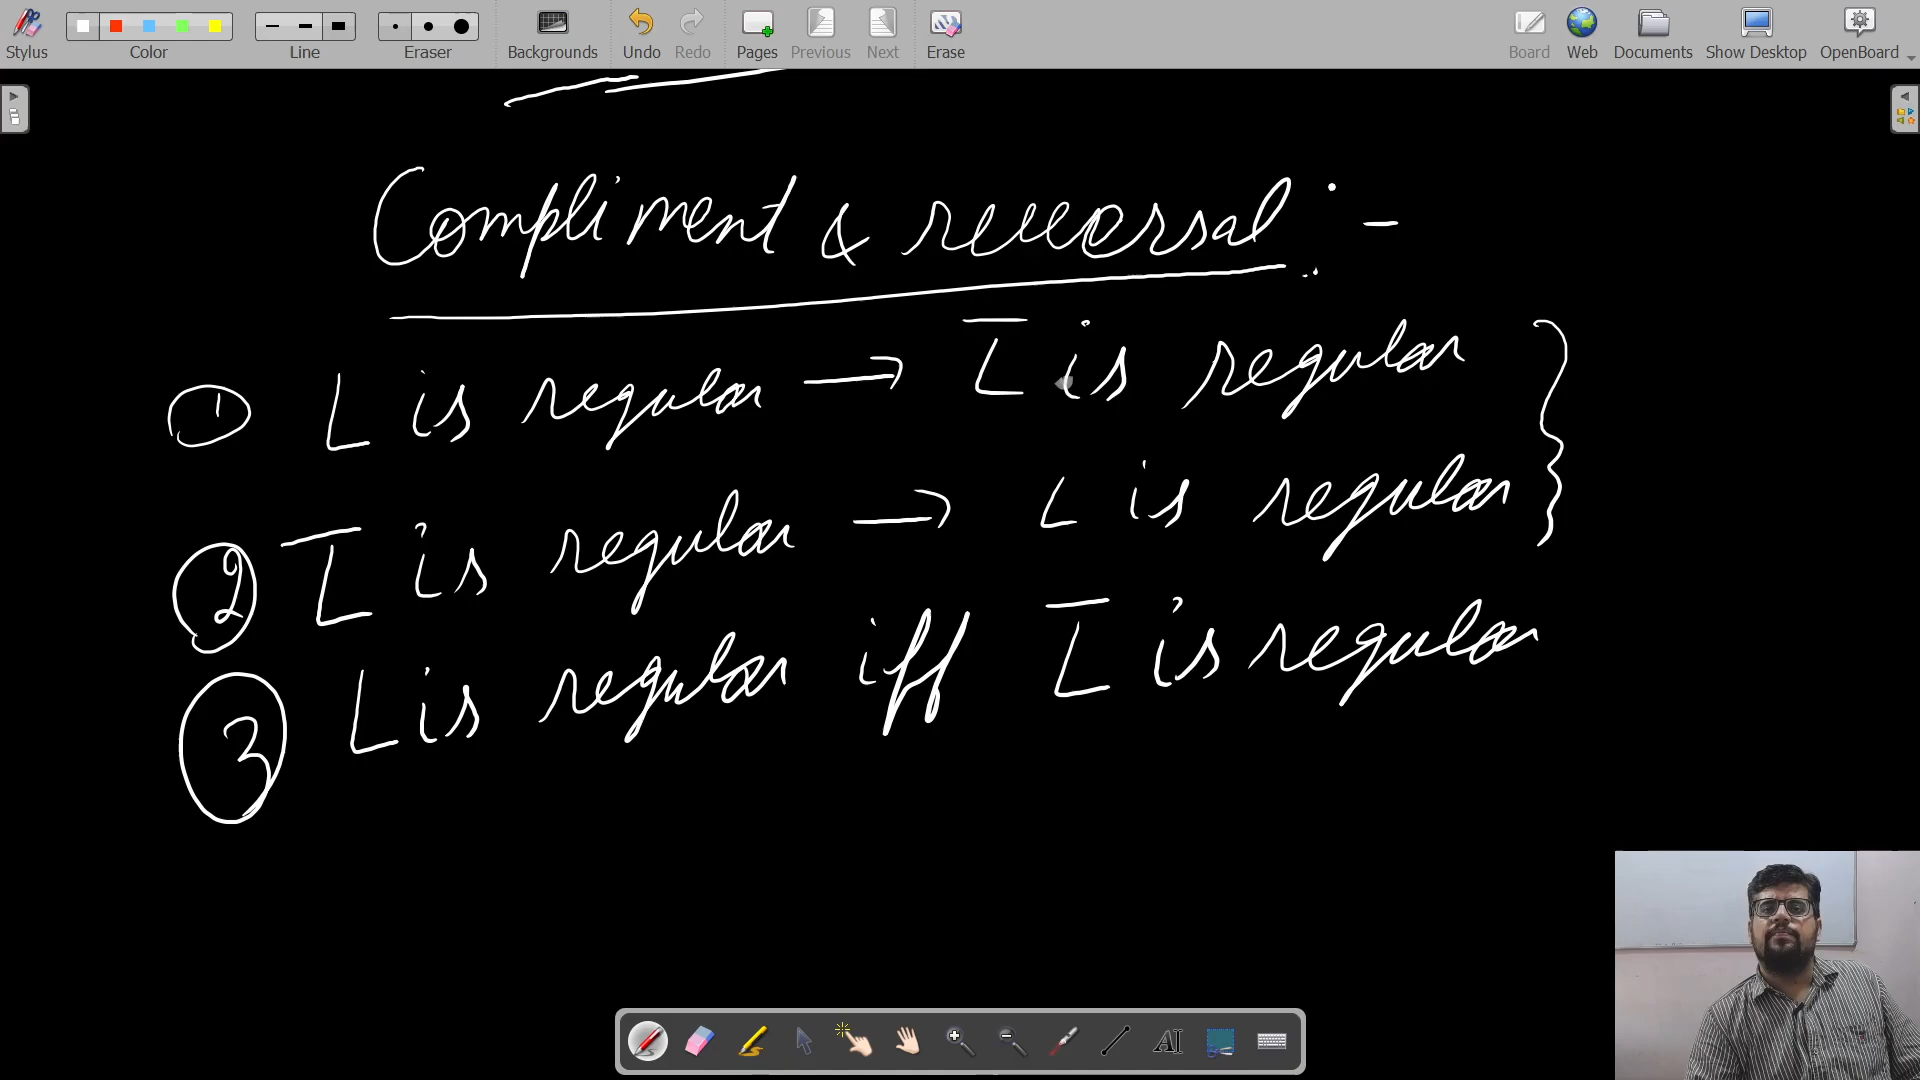 Stylus Color Line Eraser Backgrounds Undo Redo Pages Previous Next Erase Board Web Documents Show Desktop OpenBoard
Compliment & reversal :-
① L is regular → L̅ is regular
② L̅ is regular → L is regular
③ L is regular iff L̅ is regular